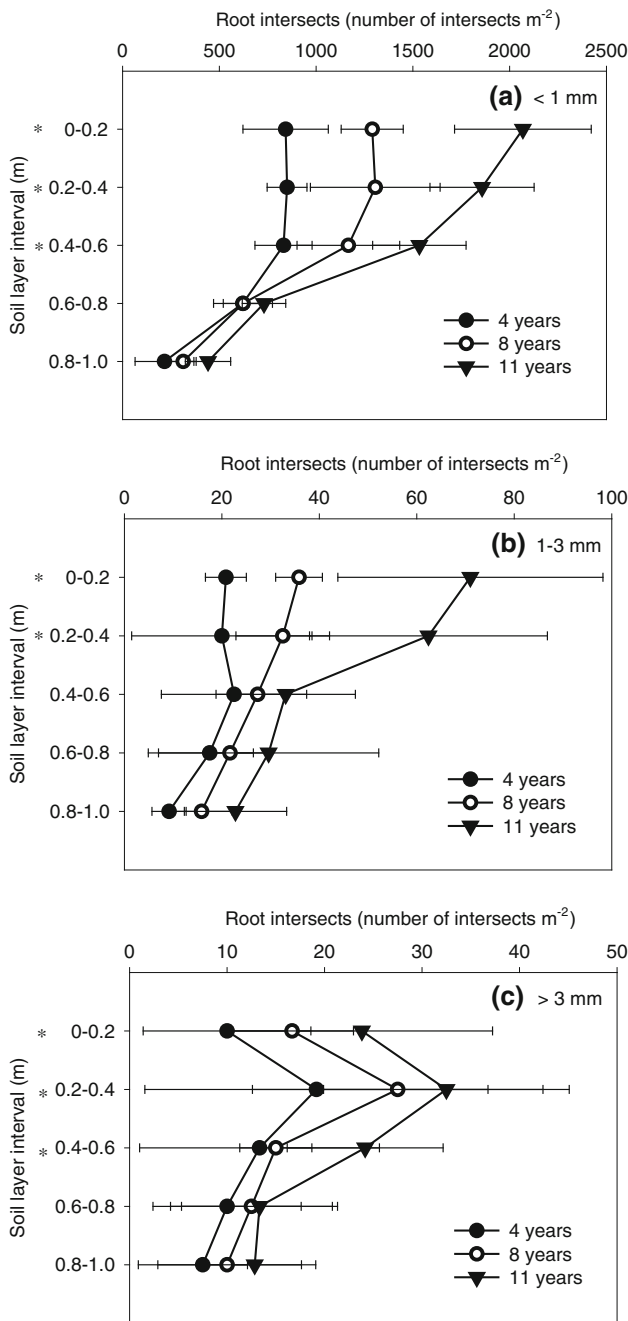 Root intersects (number of intersects m-2)
0 500 1000 1500 2000 2500
(a) < 1 mm
Soil layer interval (m)
* 0-0.2
* 0.2-0.4
* 0.4-0.6
0.6-0.8
0.8-1.0
4 years
8 years
11 years
Root intersects (number of intersects m-2)
0 20 40 60 80 100
(b) 1-3 mm
Soil layer interval (m)
* 0-0.2
* 0.2-0.4
0.4-0.6
0.6-0.8
0.8-1.0
4 years
8 years
11 years
Root intersects (number of intersects m-2)
0 10 20 30 40 50
(c) > 3 mm
Soil layer interval (m)
* 0-0.2
* 0.2-0.4
* 0.4-0.6
0.6-0.8
0.8-1.0
4 years
8 years
11 years